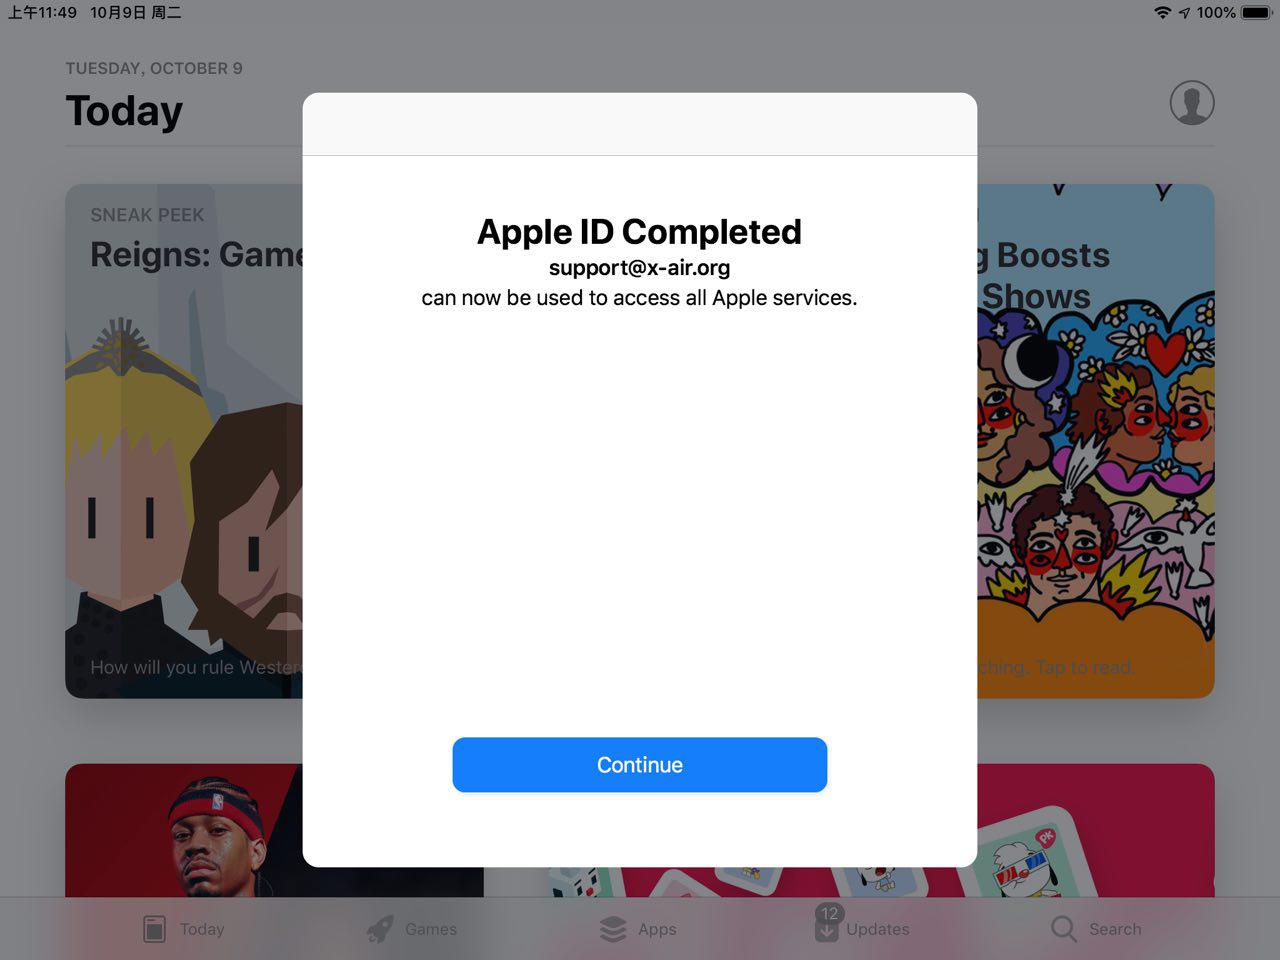 上午11:49 10月9日 周二
100%
TUESDAY, OCTOBER 9
Today
SNEAK PEEK
Reigns: Game
How will you rule Wester
Apple ID Completed
support@x-air.org
can now be used to access all Apple services.
Continue
g Boosts
Shows
ching. Tap to read.
PK
Today
Games
Apps
12
Updates
Search